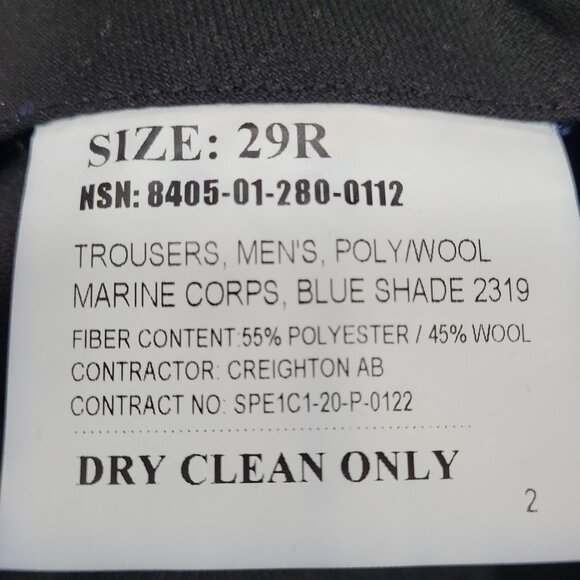 SIZE: 29R
NSN: 8405-01-280-0112
TROUSERS, MEN'S, POLY/WOOL
MARINE CORPS, BLUE SHADE 2319
FIBER CONTENT:55% POLYESTER / 45% WOOL
CONTRACTOR: CREIGHTON AB
CONTRACT NO: SPE1C1-20-P-0122
DRY CLEAN ONLY
2